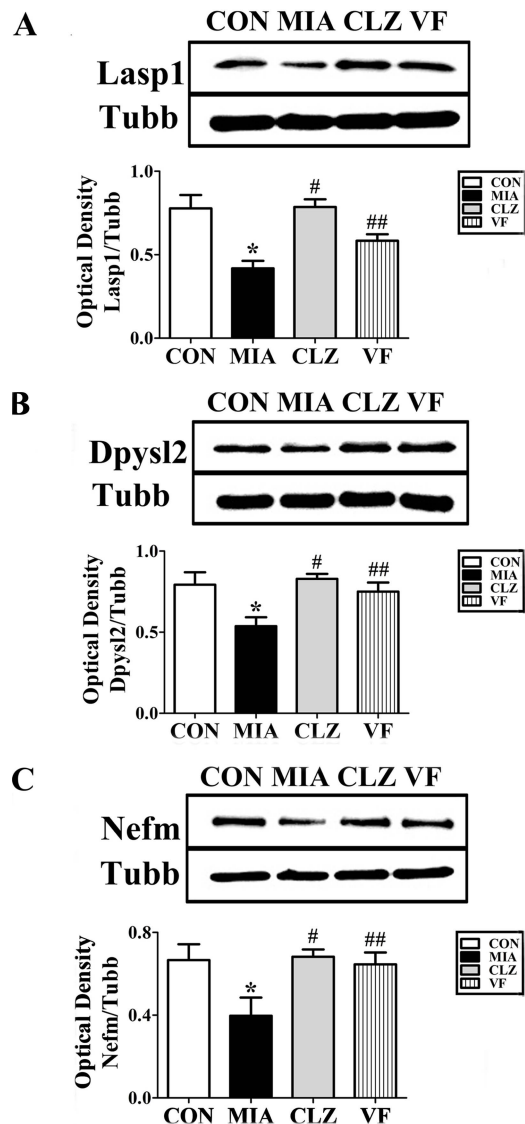 A
CON MIA CLZ VF
Lasp1
Tubb
Optical Density
Lasp1/Tubb
1.0
0.5
0.0
#
##
*
CON MIA CLZ VF
CON
MIA
CLZ
VF
B
CON MIA CLZ VF
Dpysl2
Tubb
Optical Density
Dpysl2/Tubb
1.0
0.5
0.0
#
##
*
CON MIA CLZ VF
CON
MIA
CLZ
VF
C
CON MIA CLZ VF
Nefm
Tubb
Optical Density
Nefm/Tubb
0.8
0.4
0.0
#
##
*
CON MIA CLZ VF
CON
MIA
CLZ
VF